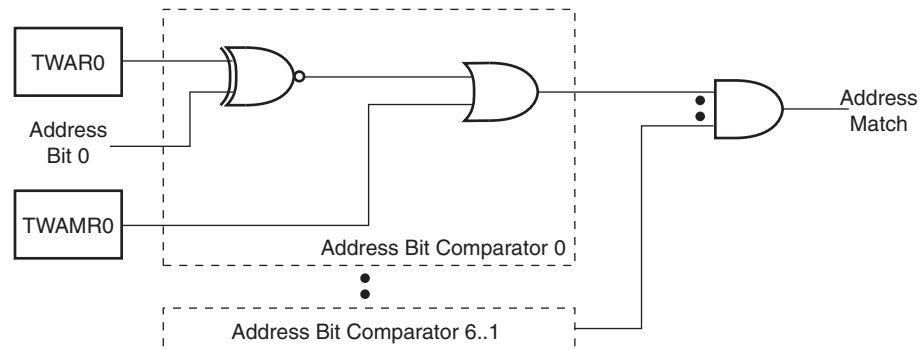 TWAR0
Address
Bit 0
TWAMR0
Address Bit Comparator 0
Address Bit Comparator 6..1
Address
Match